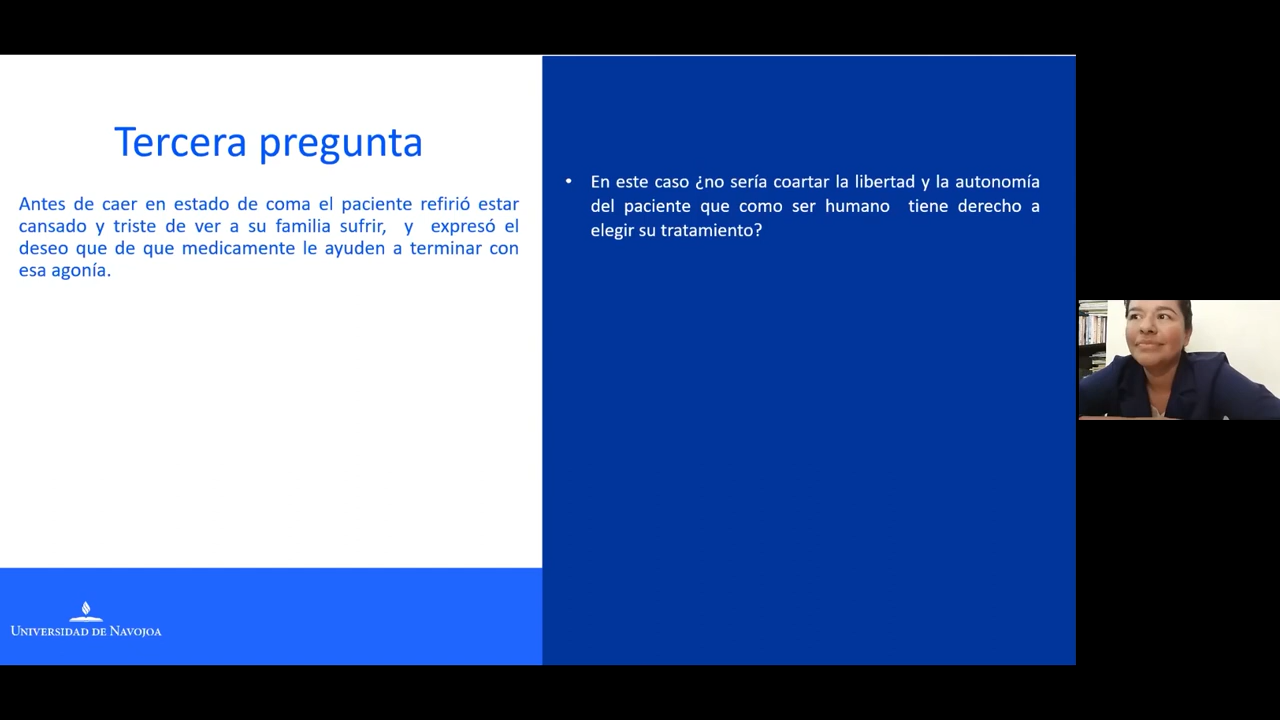 Tercera pregunta
Antes de caer en estado de coma el paciente refirió estar
cansado y triste de ver a su familia sufrir, y expresó el
deseo que de que medicamente le ayuden a terminar con
esa agonía.
• En este caso ¿no sería coartar la libertad y la autonomía
del paciente que como ser humano tiene derecho a
elegir su tratamiento?
UNIVERSIDAD DE NAVOJOA